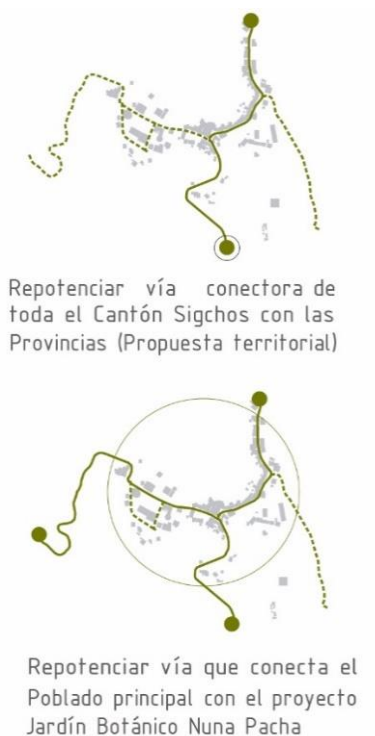 Repotenciar vía conectora de
toda el Cantón Sigchos con las
Provincias (Propuesta territorial)
Repotenciar vía que conecta el
Poblado principal con el proyecto
Jardín Botánico Nuna Pacha